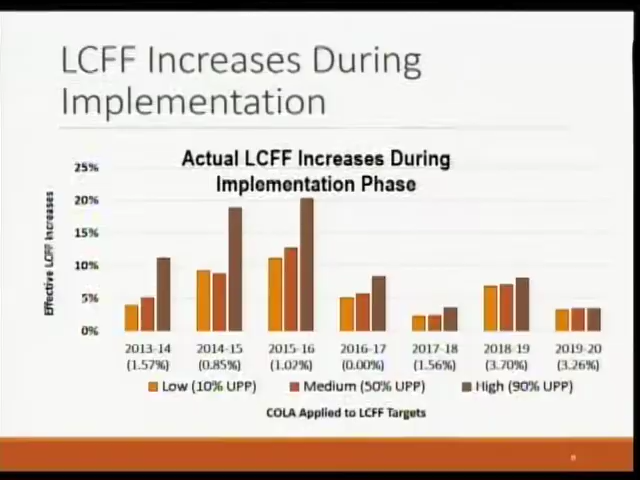 LCFF Increases During
Implementation
Actual LCFF Increases During
Implementation Phase
Effective LCFF Increases
25%
20%
15%
10%
5%
0%
2013-14 2014-15 2015-16 2016-17 2017-18 2018-19 2019-20
(1.57%) (0.85%) (1.02%) (0.00%) (1.56%) (3.70%) (3.26%)
Low (10% UPP) Medium (50% UPP) High (90% UPP)
COLA Applied to LCFF Targets